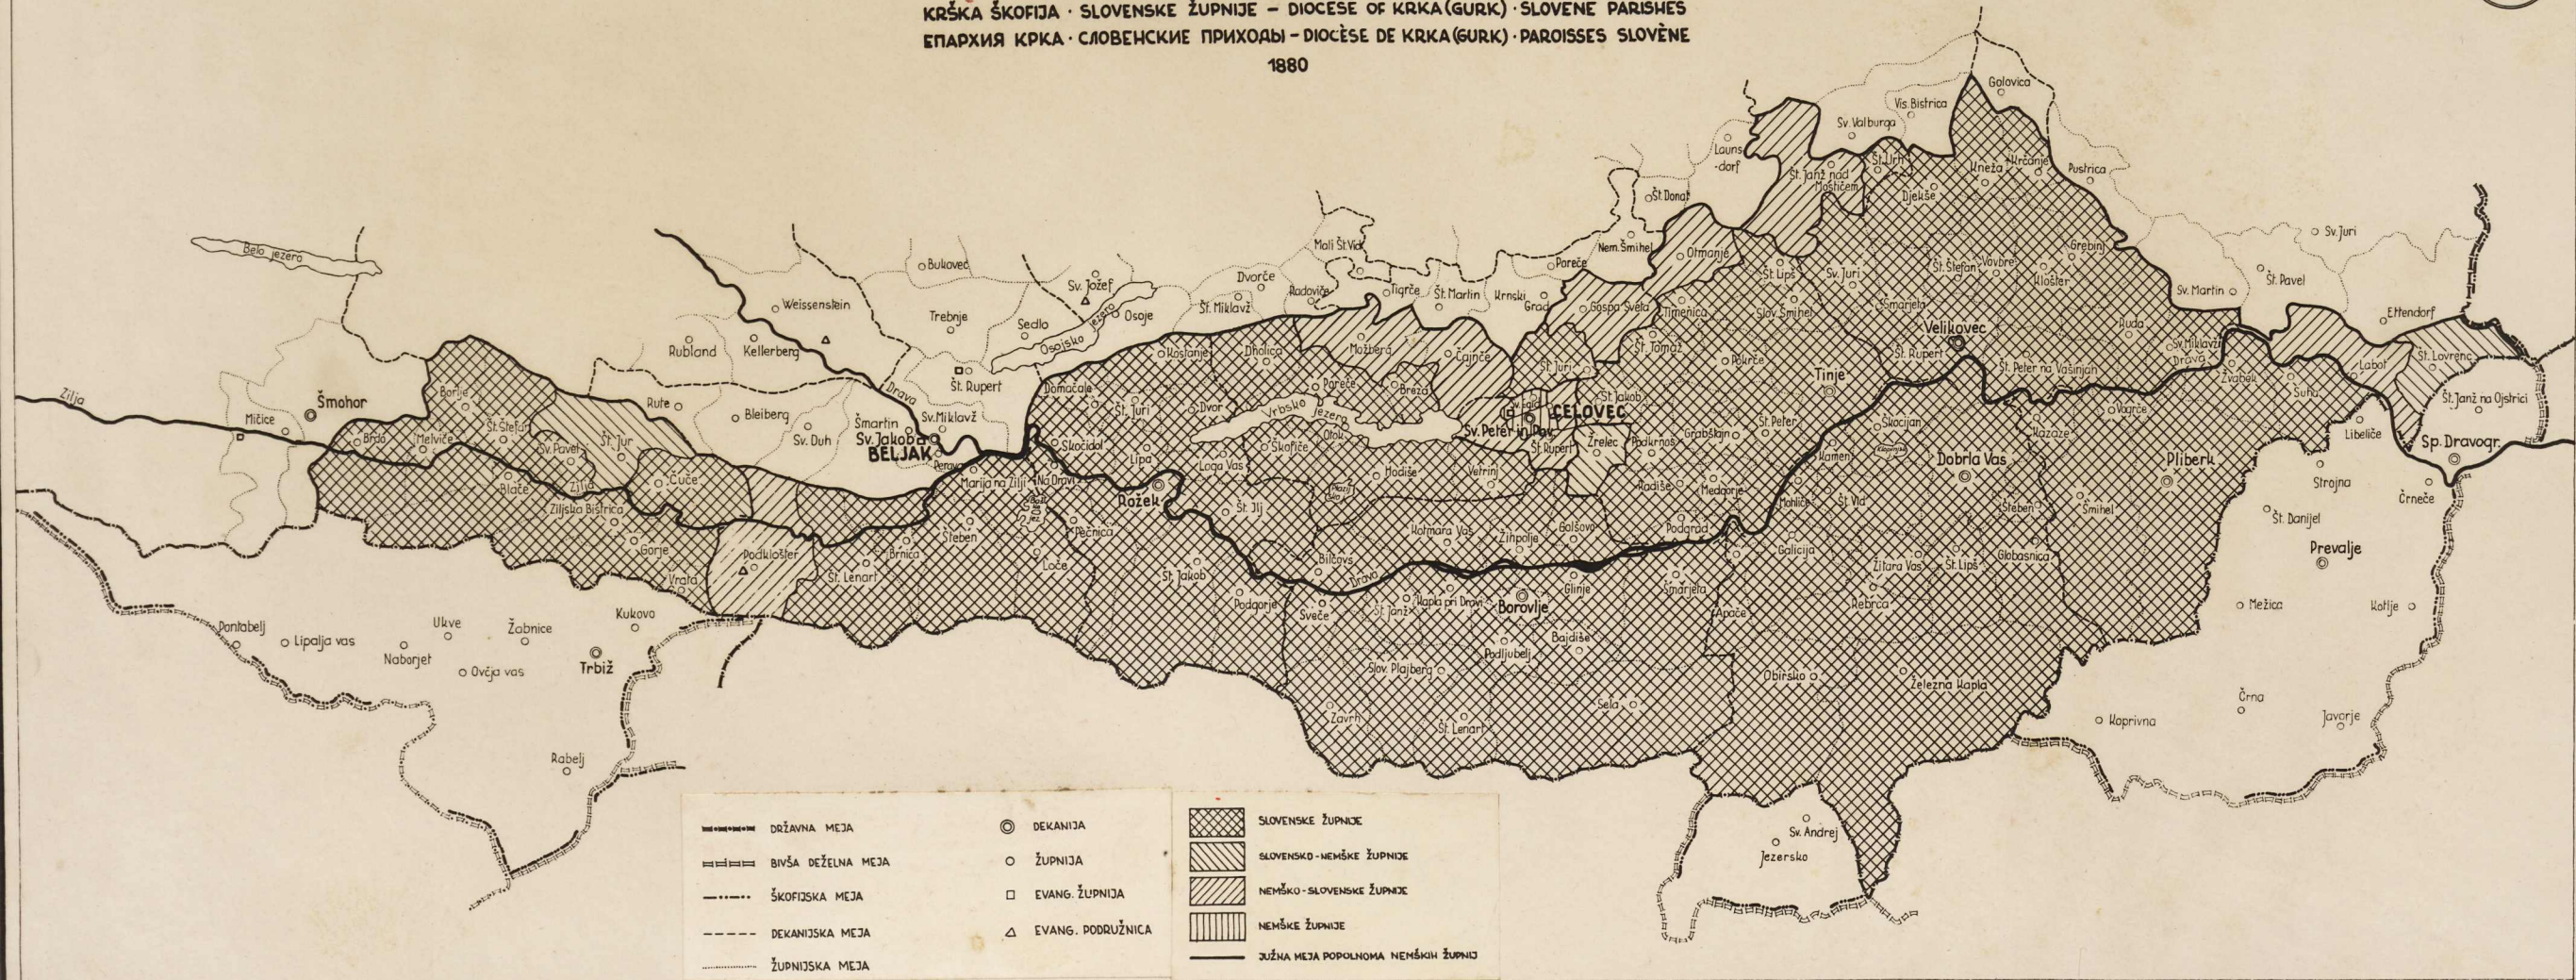 KRŠKA ŠKOFIJA · SLOVENSKE ŽUPNIJE – DIOCESE OF KRKA (GURK) · SLOVENE PARISHES
ЕПАРХИЯ КРКА · СЛОВЕНСКИЕ ПРИХОДЫ – DIOCÈSE DE KRKA (GURK) · PAROISSES SLOVÈNE
1880
Golovica
Vis. Bistrica
Sv. Valburga
Launs
-dorf
Št. Urh
Kneža
Krčanje
Pustrica
Št. Janž nad
Mostičem
Djekše
Št. Donat
Sv. Juri
Mali Št. Vid
Nem. Šmihel
Otmanje
Grebinj
Belo jezero
Bukovec
Poreče
Št. Lipš
Sv. Juri
Št. Štefan
Vovbre
Klošter
Št. Pavel
Sv. Jožef
Dvorče
Radoviče
Tigrče
Št. Martin
Krnski
Grad
Gospa Sveta
Timenica
Slov. Šmihel
Šmarjeta
Sv. Martin
Weissenstein
Št. Miklavž
Trebnje
Sedlo
Osojsko
jezero
Osoje
Velikovec
Ruda
Ettendorf
Rubland
Kellerberg
Kostanje
Dholica
Možberg
Čajnče
Št. Juri
Št. Tomaž
Pokrče
Št. Rupert
Št. Peter na Vašinjah
Sv. Miklavž
Drava
Labot
Št. Lovrenc
Drava
Št. Rupert
Domačale
Poreče
Breza
Tinje
Žvabek
Suha
Borlje
Zilja
Šmohor
Rute
Bleiberg
Št. Juri
Dvor
Vrbsko jezero
CELOVEC
Št. Jakob
Vogrče
Št. Janž na Ojstrici
Mičice
Šmartin
Sv. Miklavž
Otok
Sv. Peter in Pav.
Št. Peter
Škocijan
Kazaze
Libeliče
Brdo
Melviče
Št. Štefan
Sv. Pavel
Št. Jur
Sv. Duh
Sv. Jakob
BELJAK
Perava
Skočidol
Lipa
Škofiče
Št. Rupert
Žrelec
Podkrnos
Grabštajn
Kamen
Dobrla Vas
Pliberk
Sp. Dravogr.
Blače
Zilja
Čuče
Marija na Zilji
Na Dravi
Rožek
Loga Vas
Hodiše
Vetrinj
Radiše
Medgorje
Mohliče
Št. Vid
Strojna
Črneče
Ziljska Bistrica
Št. Ilj
Šteben
Šmihel
Št. Danijel
Gorje
Podklošter
Brnica
Šteben
Pečnica
Kotmara Vas
Žihpolje
Golšovo
Podgrad
Galicija
Žitara Vas
Št. Lipš
Globasnica
Prevalje
Vrata
Št. Lenart
Loče
Št. Jakob
Bilčovs
Drava
Podgorje
Sveče
Št. Janž
Kapla pri Dravi
Borovlje
Glinje
Šmarjeta
Apače
Rebrca
Mežica
Kotlje
Pontabelj
Lipalja vas
Ukve
Žabnice
Kukovo
Naborjet
Ovčja vas
Trbiž
Slov. Plajberg
Podljubelj
Bajdiše
Obirsko
Železna Kapla
Črna
Koprivna
Javorje
Zavrh
Št. Lenart
Sela
Rabelj
Sv. Andrej
Jezersko
DRŽAVNA MEJA
BIVŠA DEŽELNA MEJA
ŠKOFIJSKA MEJA
DEKANIJSKA MEJA
ŽUPNIJSKA MEJA
DEKANIJA
ŽUPNIJA
EVANG. ŽUPNIJA
EVANG. PODRUŽNICA
SLOVENSKE ŽUPNIJE
SLOVENSKO-NEMŠKE ŽUPNIJE
NEMŠKO-SLOVENSKE ŽUPNIJE
NEMŠKE ŽUPNIJE
JUŽNA MEJA POPOLNOMA NEMŠKIH ŽUPNIJ